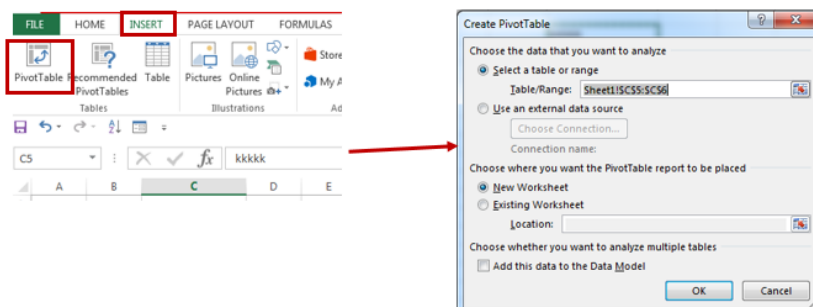 FILE HOME INSERT PAGE LAYOUT FORMULAS
PivotTable Recommended PivotTables Table Pictures Online Pictures Store
My A
Tables Illustrations Ad
C5 fx kkkkk
A B C D E
Create PivotTable
Choose the data that you want to analyze
Select a table or range
Table/Range: Sheet1!$C$5:$C$6
Use an external data source
Choose Connection...
Connection name:
Choose where you want the PivotTable report to be placed
New Worksheet
Existing Worksheet
Location:
Choose whether you want to analyze multiple tables
Add this data to the Data Model
OK Cancel